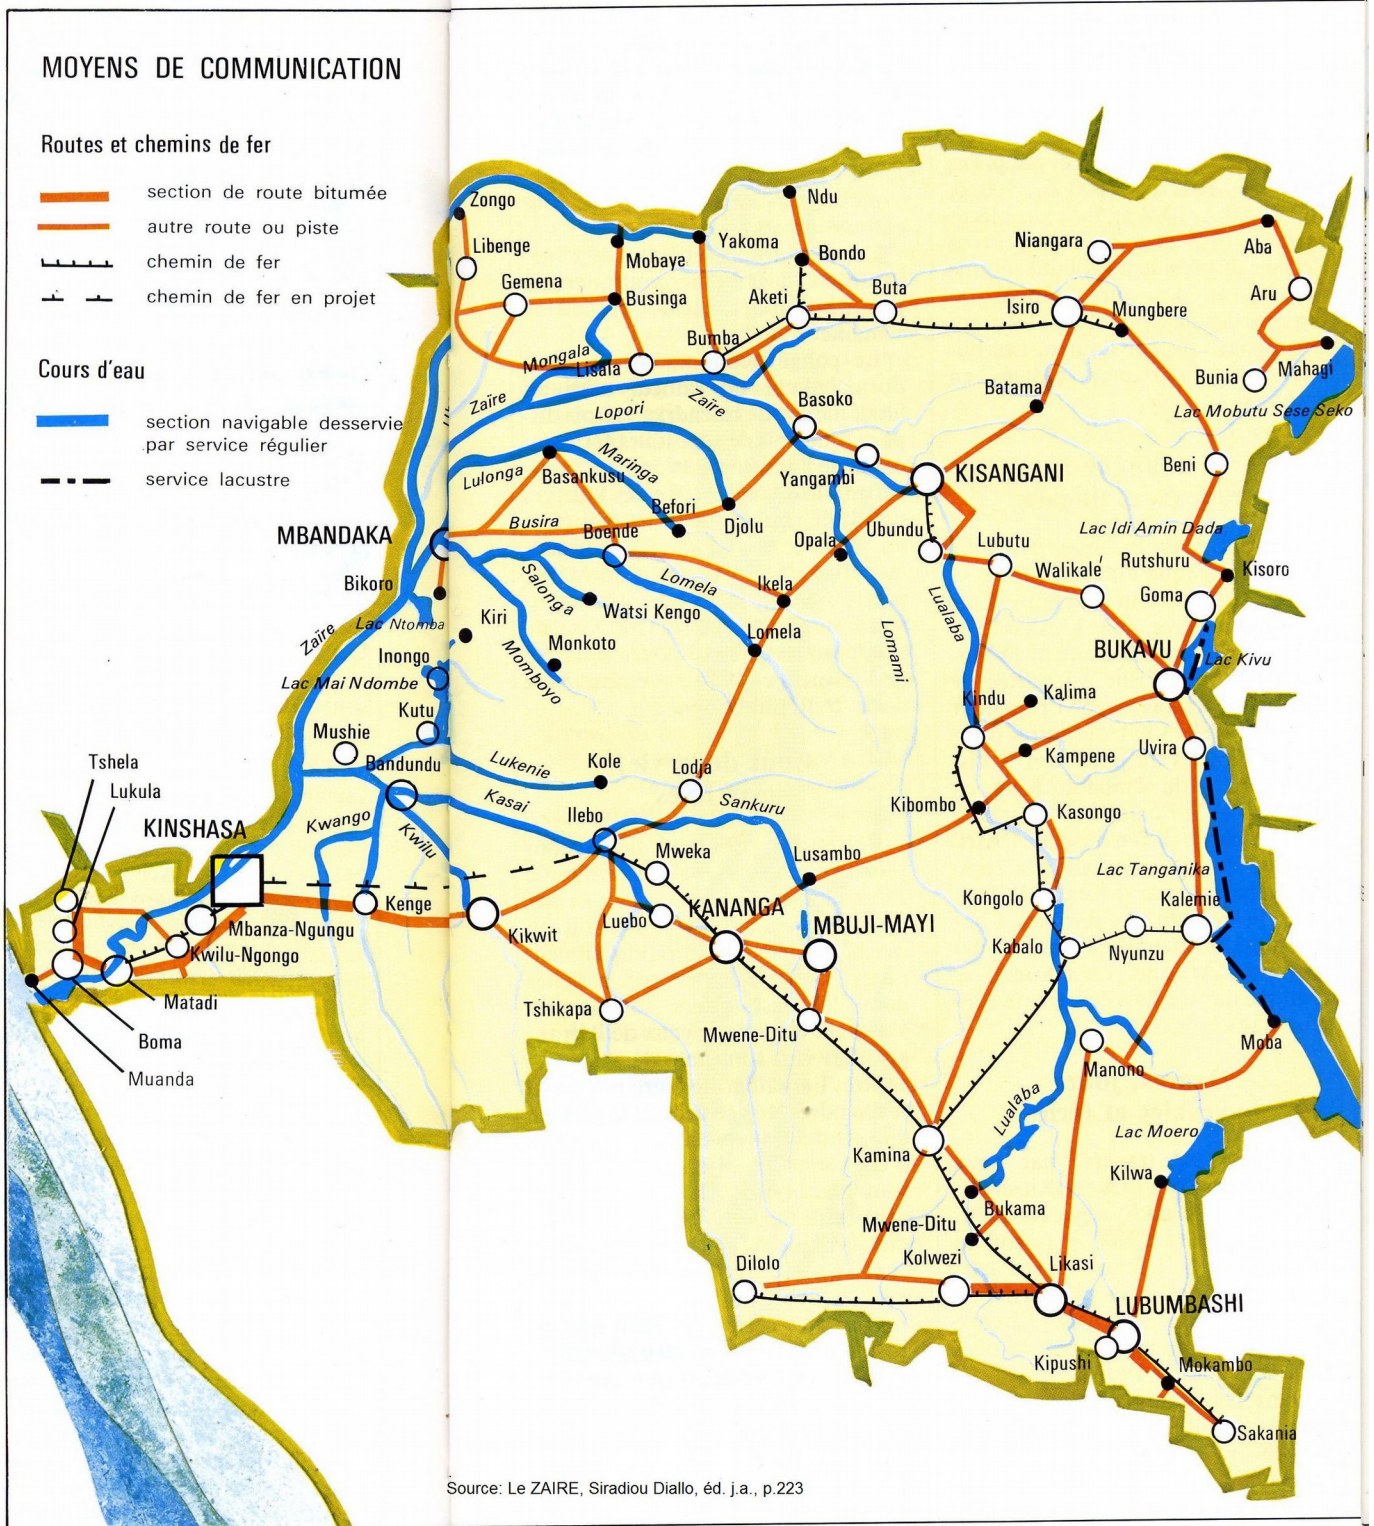 MOYENS DE COMMUNICATION
Routes et chemins de fer
section de route bitumée
autre route ou piste
chemin de fer
chemin de fer en projet
Cours d'eau
section navigable desservie
par service régulier
service lacustre
Zongo
Ndu
Libenge
Mobaya
Yakoma
Bondo
Niangara
Aba
Gemena
Businga
Aketi
Buta
Isiro
Mungbere
Aru
Mongala
Lisala
Bumba
Bunia
Mahagi
Zaïre
Lopori
Zaïre
Basoko
Batama
Lac Mobutu Sese Seko
Lulonga
Basankusu
Maringa
Yangambi
KISANGANI
Beni
MBANDAKA
Busira
Boende
Befori
Djolu
Opala
Ubundu
Lubutu
Lac Idi Amin Dada
Rutshuru
Kisoro
Bikoro
Salonga
Watsi Kengo
Lomela
Ikela
Walikale
Goma
Lac Ntomba
Kiri
Zaïre
Monkoto
Momboyo
Lomela
Lomami
Lualaba
BUKAVU
Lac Kivu
Inongo
Lac Mai Ndombe
Kutu
Mushie
Kindu
Kalima
Bandundu
Lukenie
Kole
Lodja
Kampene
Uvira
Tshela
Lukula
KINSHASA
Kwango
Kwilu
Kasai
Ilebo
Sankuru
Kibombo
Kasongo
Mweka
Lusambo
Lac Tanganika
Kenge
Kikwit
Luebo
KANANGA
MBUJI-MAYI
Kongolo
Kalemie
Mbanza-Ngungu
Kwilu-Ngongo
Kabalo
Nyunzu
Matadi
Tshikapa
Mwene-Ditu
Boma
Moba
Muanda
Manono
Lualaba
Lac Moero
Kamina
Kilwa
Bukama
Mwene-Ditu
Dilolo
Kolwezi
Likasi
LUBUMBASHI
Kipushi
Mokambo
Sakania
Source: Le ZAIRE, Siradiou Diallo, éd. j.a., p.223